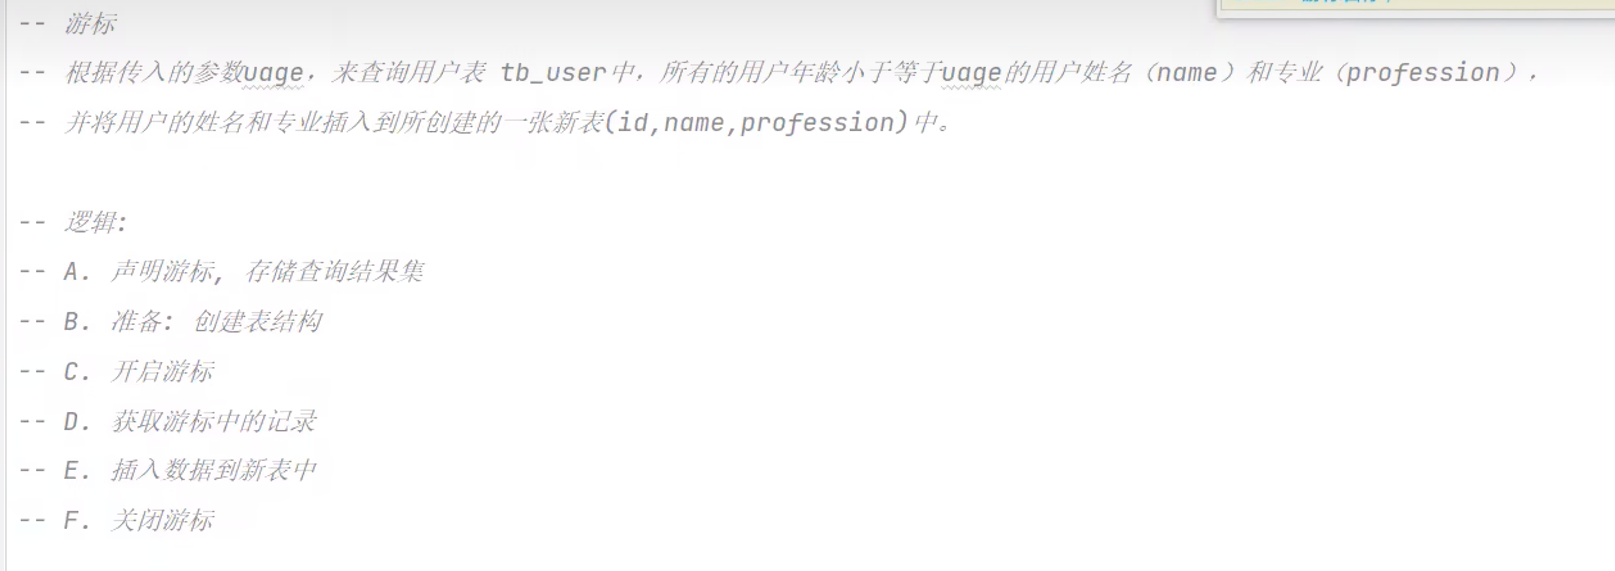 -- 游标
-- 根据传入的参数uage，来查询用户表 tb_user中，所有的用户年龄小于等于uage的用户姓名（name）和专业（profession），
-- 并将用户的姓名和专业插入到所创建的一张新表(id,name,profession)中。
-- 逻辑:
-- A. 声明游标, 存储查询结果集
-- B. 准备: 创建表结构
-- C. 开启游标
-- D. 获取游标中的记录
-- E. 插入数据到新表中
-- F. 关闭游标